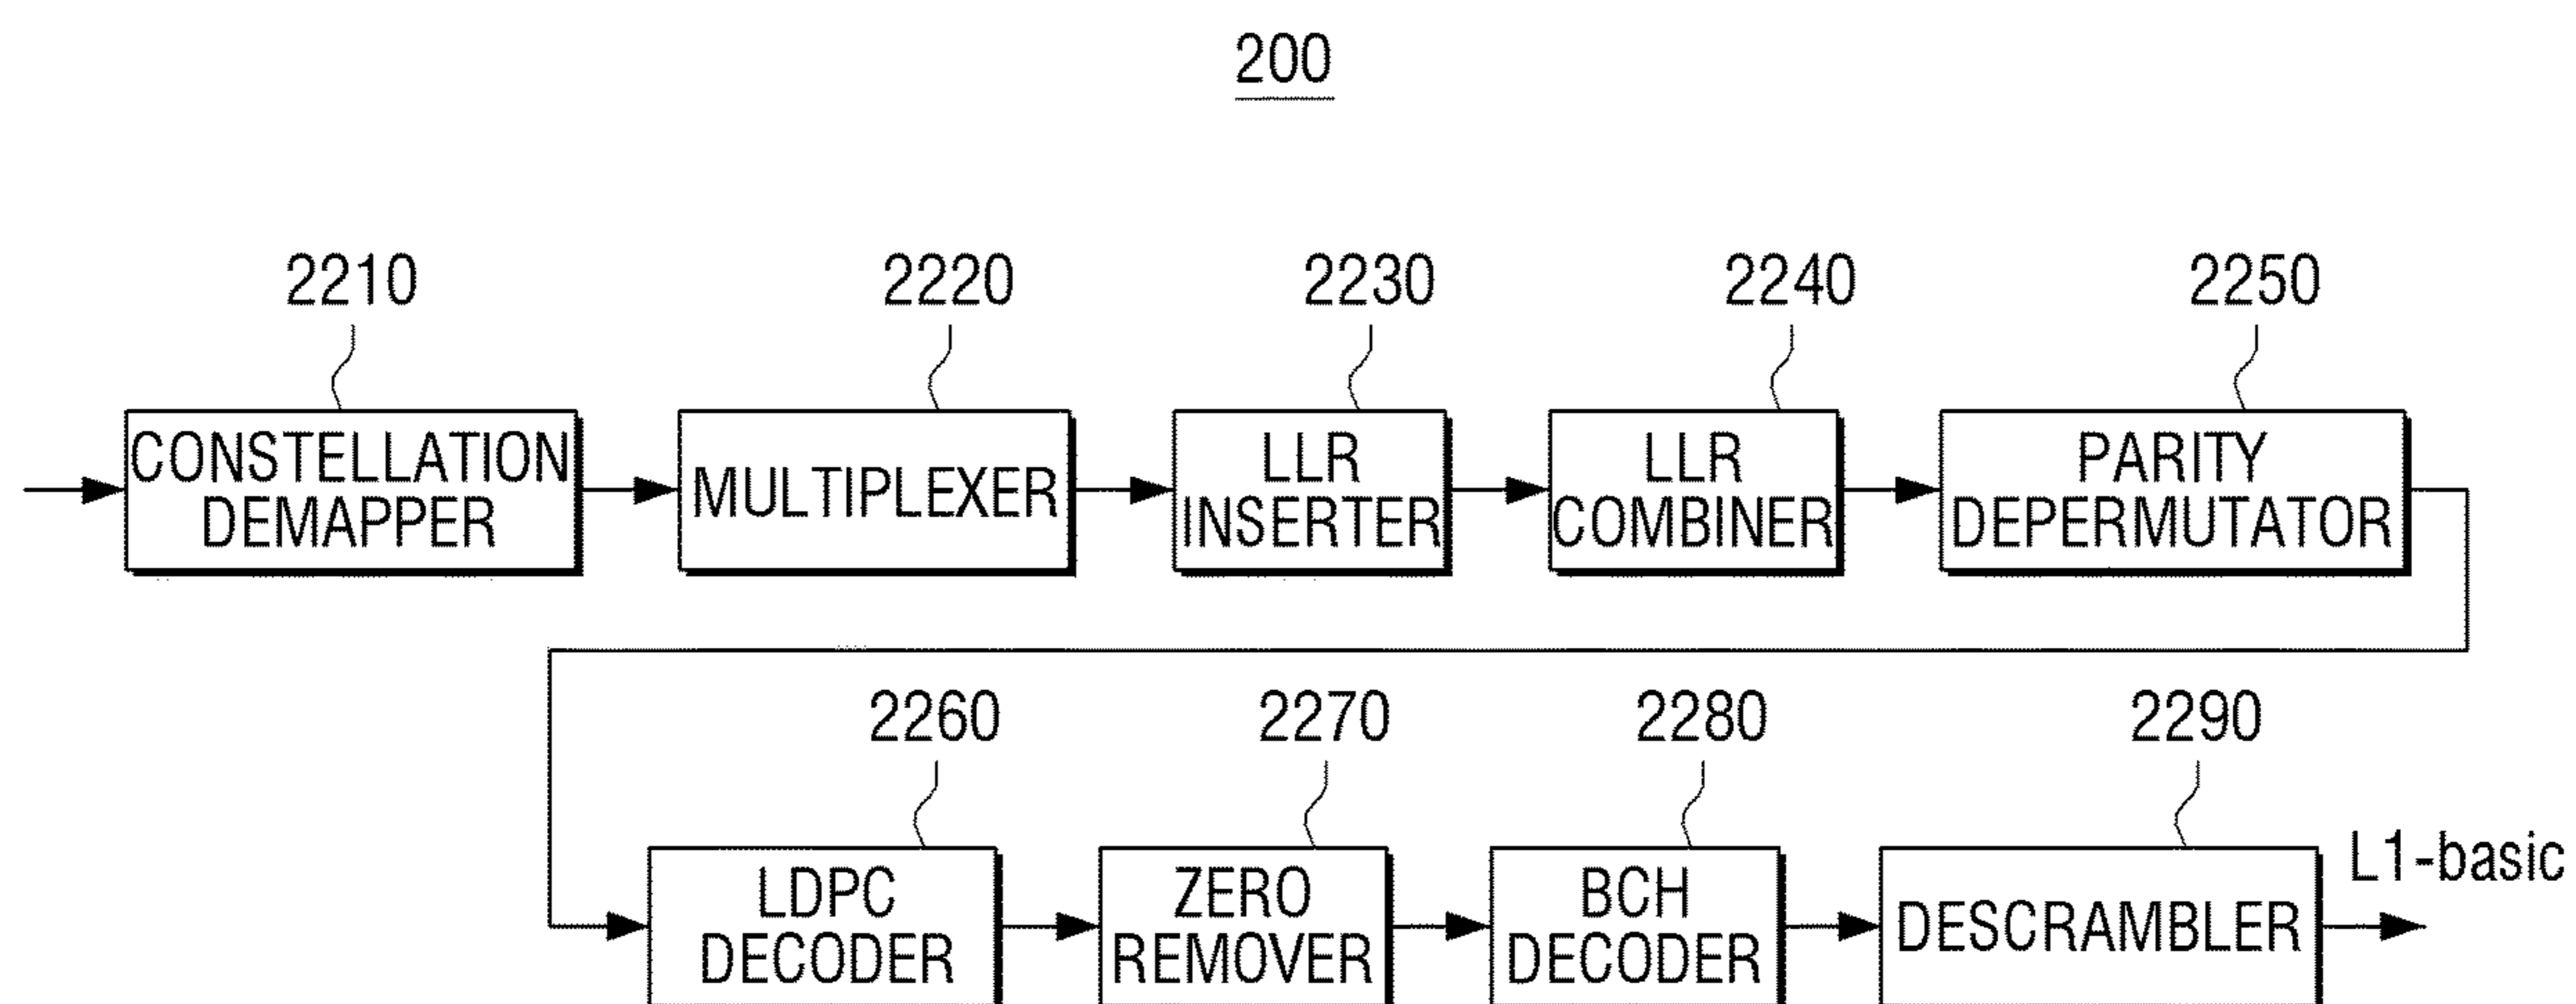 200
2210
2220
2230
2240
2250
CONSTELLATION
DEMAPPER
MULTIPLEXER
LLR
INSERTER
LLR
COMBINER
PARITY
DEPERMUTATOR
2260
2270
2280
2290
LDPC
DECODER
ZERO
REMOVER
BCH
DECODER
DESCRAMBLER
L1-basic